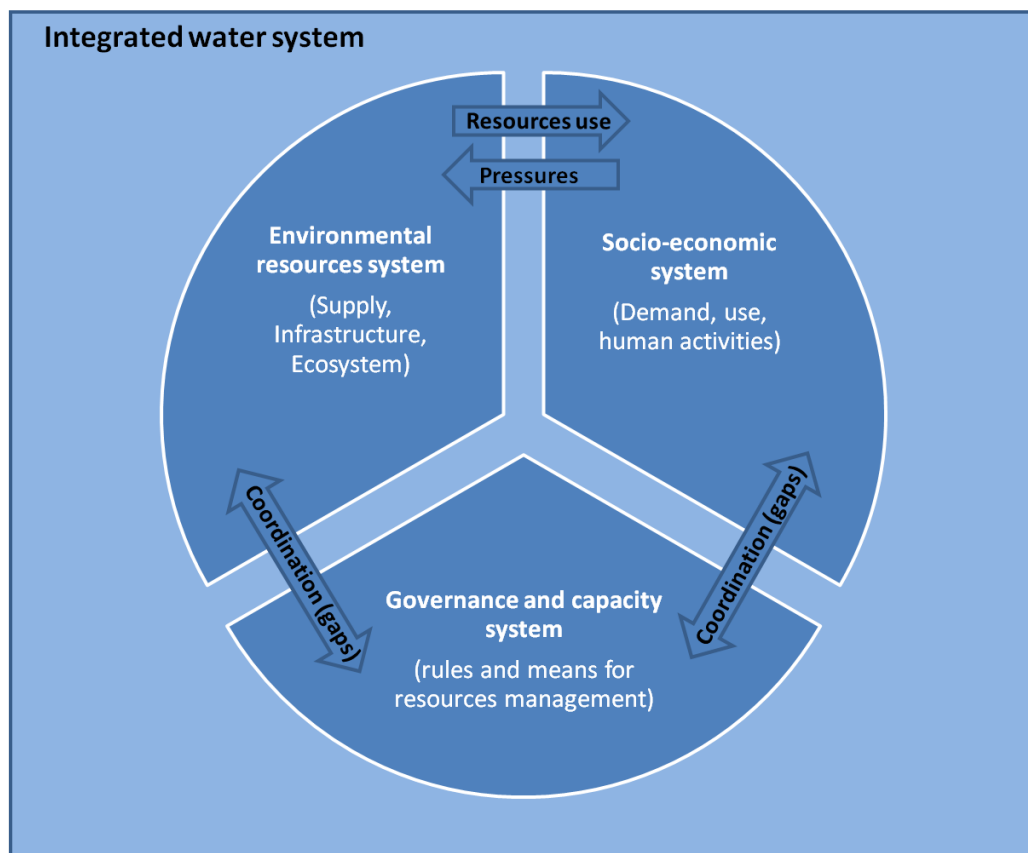 Integrated water system
Resources use
Pressures
Environmental
resources system
(Supply,
Infrastructure,
Ecosystem)
Socio-economic
system
(Demand, use,
human activities)
Coordination (gaps)
Coordination (gaps)
Governance and capacity
system
(rules and means for
resources management)